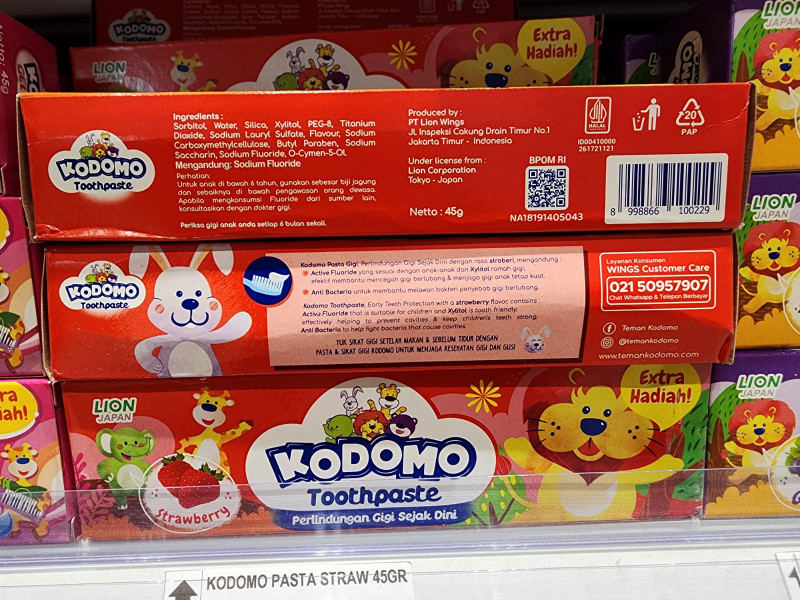 KODOMO
Toothpaste
LION
JAPAN
Extra
Hadiah!
LION
KODOMO
Toothpaste
Ingredients :
Sorbitol, Water, Silica, Xylitol, PEG-8, Titanium
Dioxide, Sodium Lauryl Sulfate, Flavour, Sodium
Carboxymethylcellulose, Butyl Paraben, Sodium
Saccharin, Sodium Fluoride, O-Cymen-5-OL
Mengandung: Sodium Fluoride
Perhatian:
Untuk anak di bawah 6 tahun, gunakan sebesar biji jagung
dan sebaiknya di bawah pengawasan orang dewasa.
Apabila mengkonsumsi Fluoride dari sumber lain,
konsultasikan dengan dokter gigi.
Periksa gigi anak anda setiap 6 bulan sekali.
Produced by :
PT Lion Wings
JL Inspeksi Cakung Drain Timur No.1
Jakarta Timur - Indonesia
Under license from :
Lion Corporation
Tokyo - Japan
Netto : 45g
BPOM RI
NA18191405043
HALAL
ID00410000
261721121
20
PAP
8 998866 100229
KODOMO
Toothpaste
Kodomo Pasta Gigi, Perlindungan Gigi Sejak Dini dengan rasa stroberi, mengandung :
Active Fluoride yang sesuai dengan anak-anak dan Xylitol ramah gigi,
efektif membantu mencegah gigi berlubang & menjaga gigi anak tetap kuat.
Anti Bacteria untuk membantu melawan bakteri penyebab gigi berlubang.
Kodomo Toothpaste, Early Teeth Protection with a strawberry flavor, contains
Active Fluoride that is suitable for children and Xylitol is tooth friendly,
effectively helping to prevent cavities & keep children's teeth strong.
Anti Bacteria to help fight bacteria that cause cavities.
YUK SIKAT GIGI SETELAH MAKAN & SEBELUM TIDUR DENGAN
PASTA & SIKAT GIGI KODOMO UNTUK MENJAGA KESEHATAN GIGI DAN GUSI
Layanan Konsumen
WINGS Customer Care
021 50957907
Chat Whatsapp & Telepon Berbayar
Teman Kodomo
@temankodomo
www.temankodomo.com
LION
JAPAN
LION
JAPAN
Strawberry
KODOMO
Toothpaste
Perlindungan Gigi Sejak Dini
Extra
Hadiah!
LION
JAPAN
KODOMO PASTA STRAW 45GR